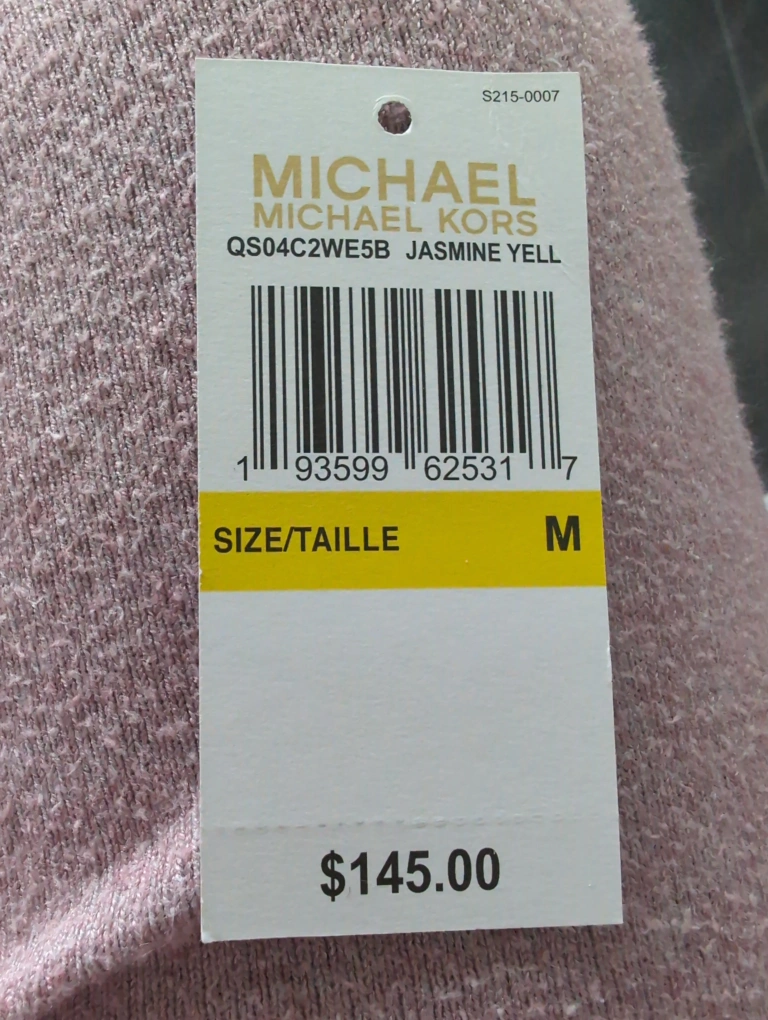 S215-0007
MICHAEL
MICHAEL KORS
QS04C2WE5B JASMINE YELL
1 93599 62531 7
SIZE/TAILLE M
$145.00